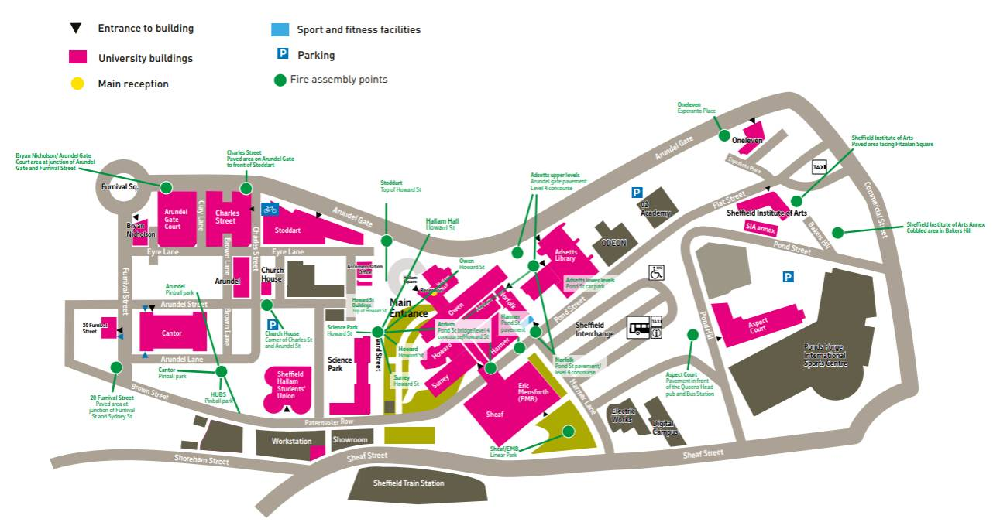 Entrance to building
University buildings
Main reception
Sport and fitness facilities
P Parking
Fire assembly points
Oneleven
Esperanto Place
Oneleven
Esperanto Place
Arundel Gate
TAXI
Sheffield Institute of Arts
Paved area facing Fitzalan Square
Commercial Street
Bryan Nicholson/ Arundel Gate
Court area at junction of Arundel
Gate and Furnival Street
Charles Street
Paved area on Arundel Gate
to front of Stoddart
Furnival Sq.
Arundel
Gate
Court
Clay Lane
Charles
Street
Bryan
Nicholson
Stoddart
Arundel Gate
Stoddart
Top of Howard St
Hallam Hall
Howard St
Adsetts upper levels
Arundel gate pavement
Level 4 concourse
P
02
Academy
ODEON
Flat Street
Sheffield Institute of Arts
SIA annex
Bakers Hill
Sheffield Institute of Arts Annex
Cobbled area in Bakers Hill
Pond Street
P
Eyre Lane
Brown Lane
Charles Street
Eyre Lane
Furnival Street
Arundel
Church
House
Accommodation
Office
Hallam
Square
Reception
Owen
Howard St
Adsetts
Library
Adsetts lower levels
Pond St car park
WC
Arundel
Pinball park
Arundel Street
Howard St
Buildings
Top of Howard St
Main
Entrance
Owen
Atrium
Norfolk
Pond Street
Harmer
Pond St
pavement
Sheffield
Interchange
TAXI
i
20 Furnival
Street
Cantor
Brown Lane
P
Church House
Corner of Charles St
and Arundel St
Science Park
Howard St
Atrium
Pond St bridge/level 4
concourse/Howard St
Howard
Harmer
Howard
Howard St
Surrey
Howard St
Surrey
Pond Hill
Aspect
Court
Ponds Forge
International
Sports Centre
Arundel Lane
Cantor
Pinball park
HUBS
Pinball park
Sheffield
Hallam
Students'
Union
Science
Park
Norfolk
Pond St pavement/
level 4 concourse
Aspect Court
Pavement in front
of the Queens Head
pub and Bus Station
20 Furnival Street
Paved area at
junction of Furnival
St and Sydney St
Brown Street
Paternoster Row
Eric
Mensforth
(EMB)
Sheaf
Harmer Lane
Electric
Works
Digital
Campus
Workstation
Showroom
Sheaf/EMB
Linear Park
Shoreham Street
Sheaf Street
Sheaf Street
Sheffield Train Station